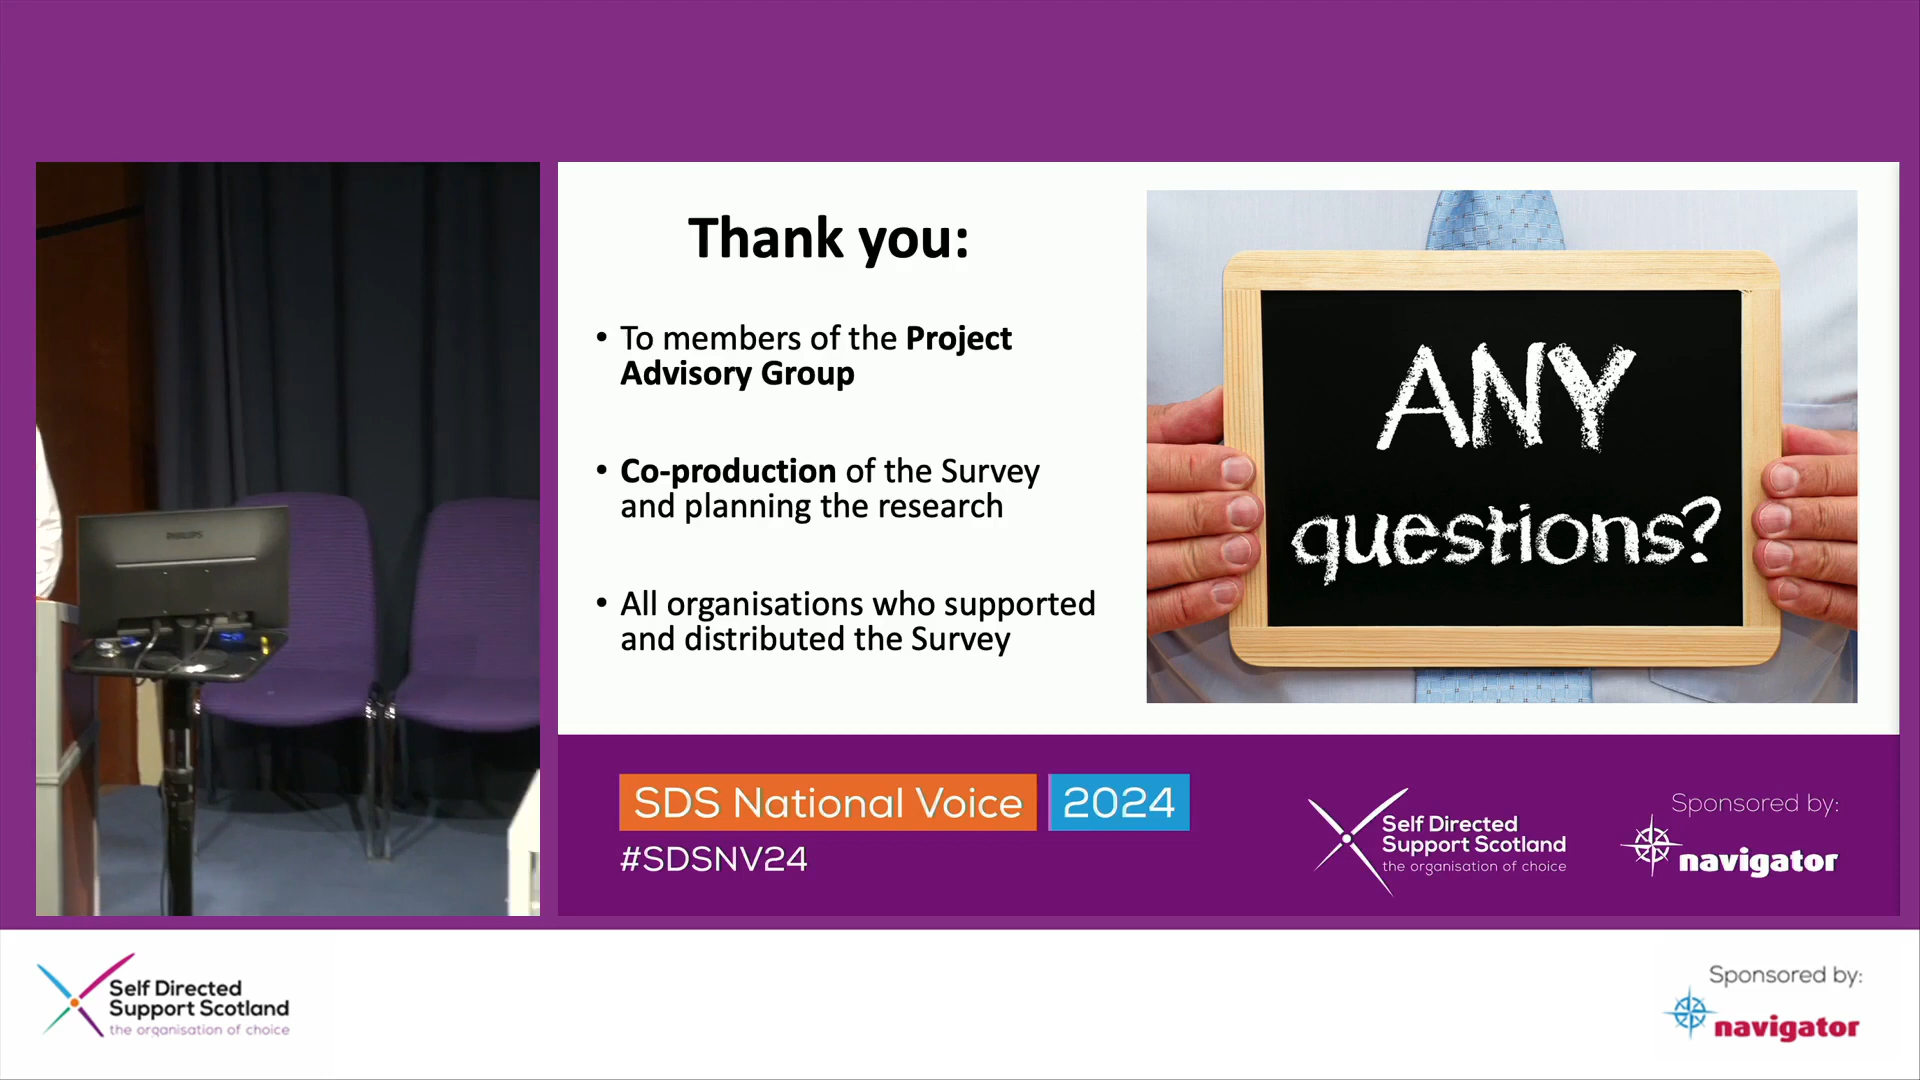 Thank you:
• To members of the Project
Advisory Group
• Co-production of the Survey
and planning the research
• All organisations who supported
and distributed the Survey
ANY
questions?
PHILIPS
SDS National Voice 2024
#SDSNV24
Self Directed
Support Scotland
the organisation of choice
Sponsored by:
navigator
Self Directed
Support Scotland
the organisation of choice
Sponsored by:
navigator